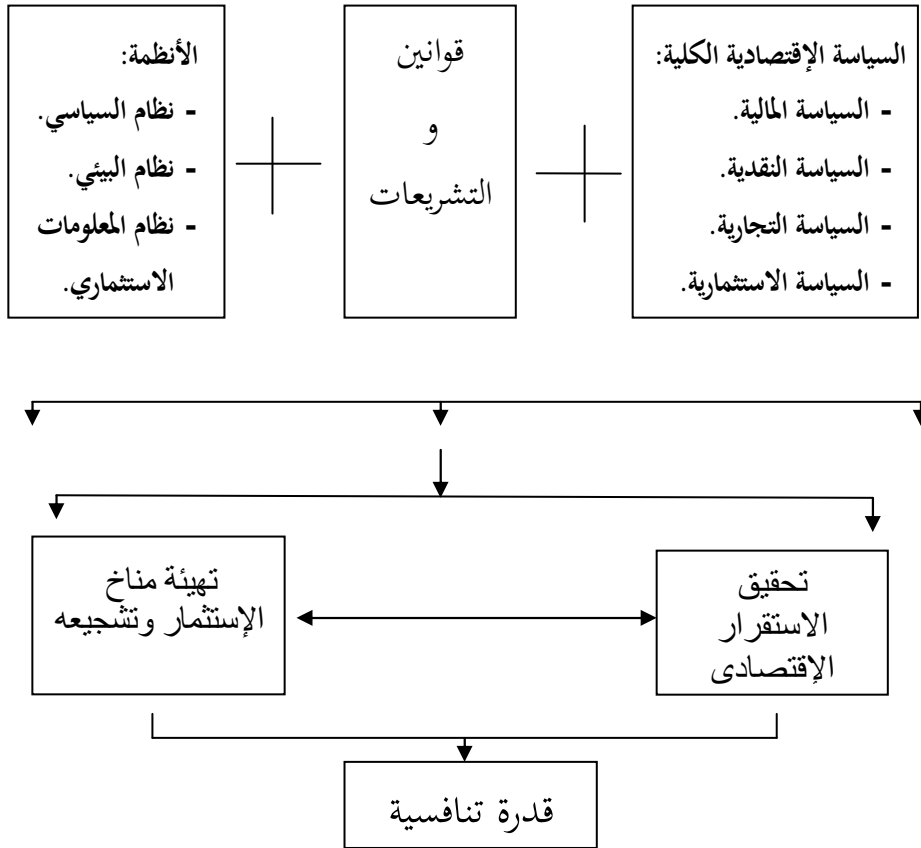 السياسة الإقتصادية الكلية:
- السياسة المالية.
- السياسة النقدية.
- السياسة التجارية.
- السياسة الاستثمارية.
قوانين
و
التشريعات
الأنظمة:
- نظام السياسي.
- نظام البيئي.
- نظام المعلومات
الاستثماري.
تحقيق
الاستقرار
الإقتصادى
تهيئة مناخ
الإستثمار وتشجيعه
قدرة تنافسية